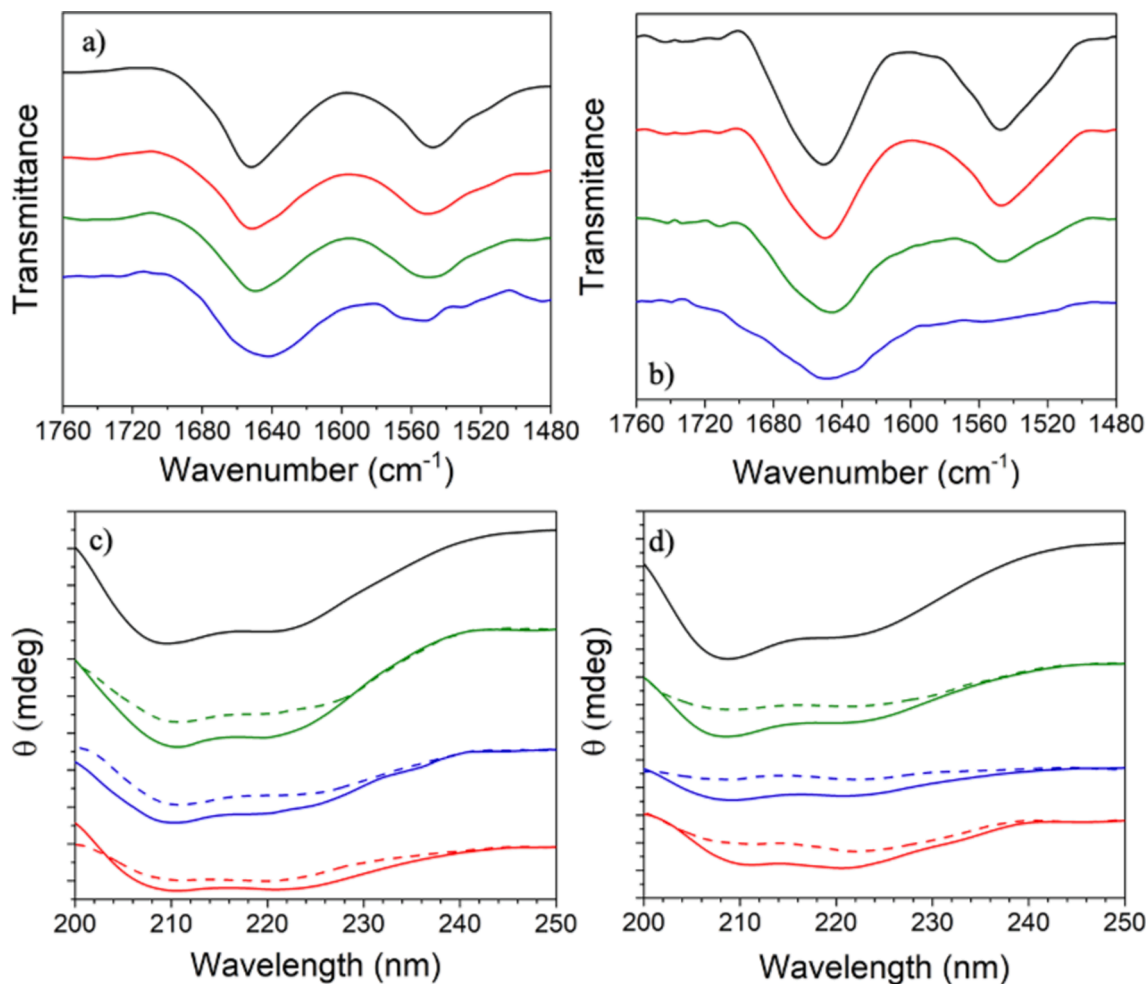 a)
Transmittance
1760 1720 1680 1640 1600 1560 1520 1480
Wavenumber (cm⁻¹)
b)
Transmitance
1760 1720 1680 1640 1600 1560 1520 1480
Wavenumber (cm⁻¹)
c)
θ (mdeg)
200 210 220 230 240 250
Wavelength (nm)
d)
θ (mdeg)
200 210 220 230 240 250
Wavelength (nm)